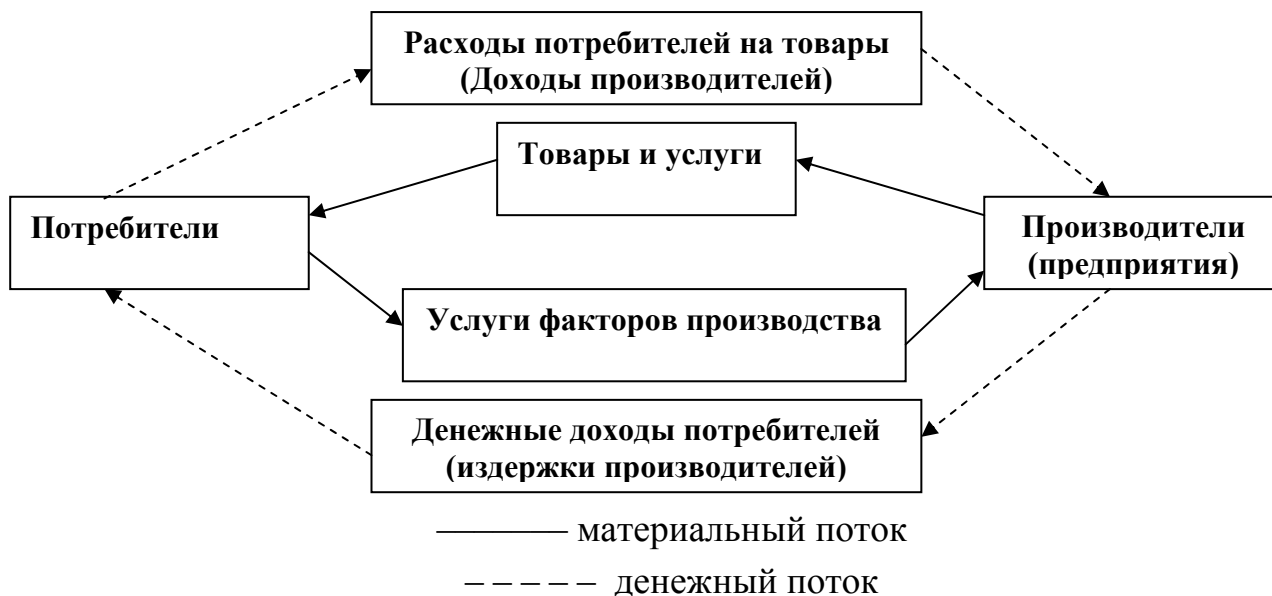 Расходы потребителей на товары
(Доходы производителей)
Товары и услуги
Потребители
Производители
(предприятия)
Услуги факторов производства
Денежные доходы потребителей
(издержки производителей)
материальный поток
денежный поток